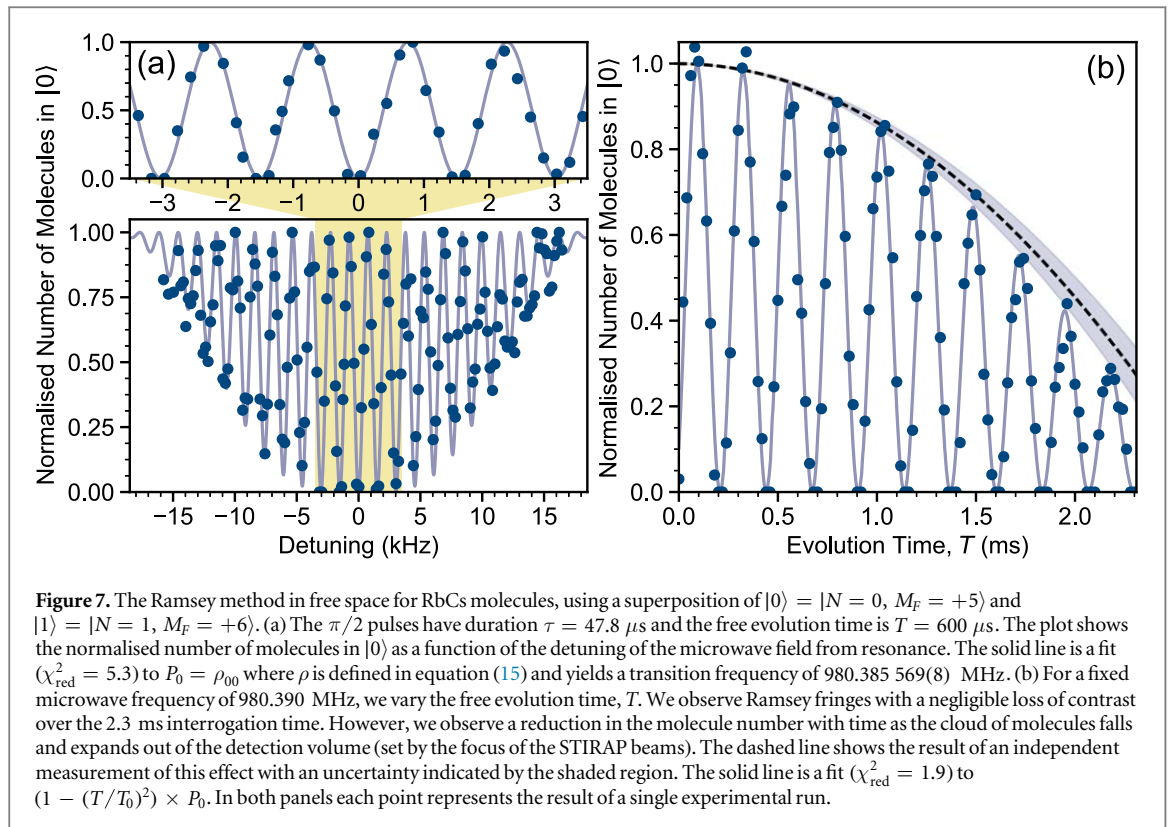 Normalised Number of Molecules in |0⟩
(a)
1.0
0.5
0.0
−3 −2 −1 0 1 2 3
1.00
0.75
0.50
0.25
0.00
−15 −10 −5 0 5 10 15
Detuning (kHz)
Normalised Number of Molecules in |0⟩
(b)
1.0
0.8
0.6
0.4
0.2
0.0
0.0 0.5 1.0 1.5 2.0
Evolution Time, T (ms)
Figure 7. The Ramsey method in free space for RbCs molecules, using a superposition of |0⟩ = |N = 0, M_F = +5⟩ and
|1⟩ = |N = 1, M_F = +6⟩. (a) The π/2 pulses have duration τ = 47.8 μs and the free evolution time is T = 600 μs. The plot shows
the normalised number of molecules in |0⟩ as a function of the detuning of the microwave field from resonance. The solid line is a fit
(χ²_red = 5.3) to P₀ = ρ₀₀ where ρ is defined in equation (15) and yields a transition frequency of 980.385 569(8) MHz. (b) For a fixed
microwave frequency of 980.390 MHz, we vary the free evolution time, T. We observe Ramsey fringes with a negligible loss of contrast
over the 2.3 ms interrogation time. However, we observe a reduction in the molecule number with time as the cloud of molecules falls
and expands out of the detection volume (set by the focus of the STIRAP beams). The dashed line shows the result of an independent
measurement of this effect with an uncertainty indicated by the shaded region. The solid line is a fit (χ²_red = 1.9) to
(1 − (T/T₀)²) × P₀. In both panels each point represents the result of a single experimental run.